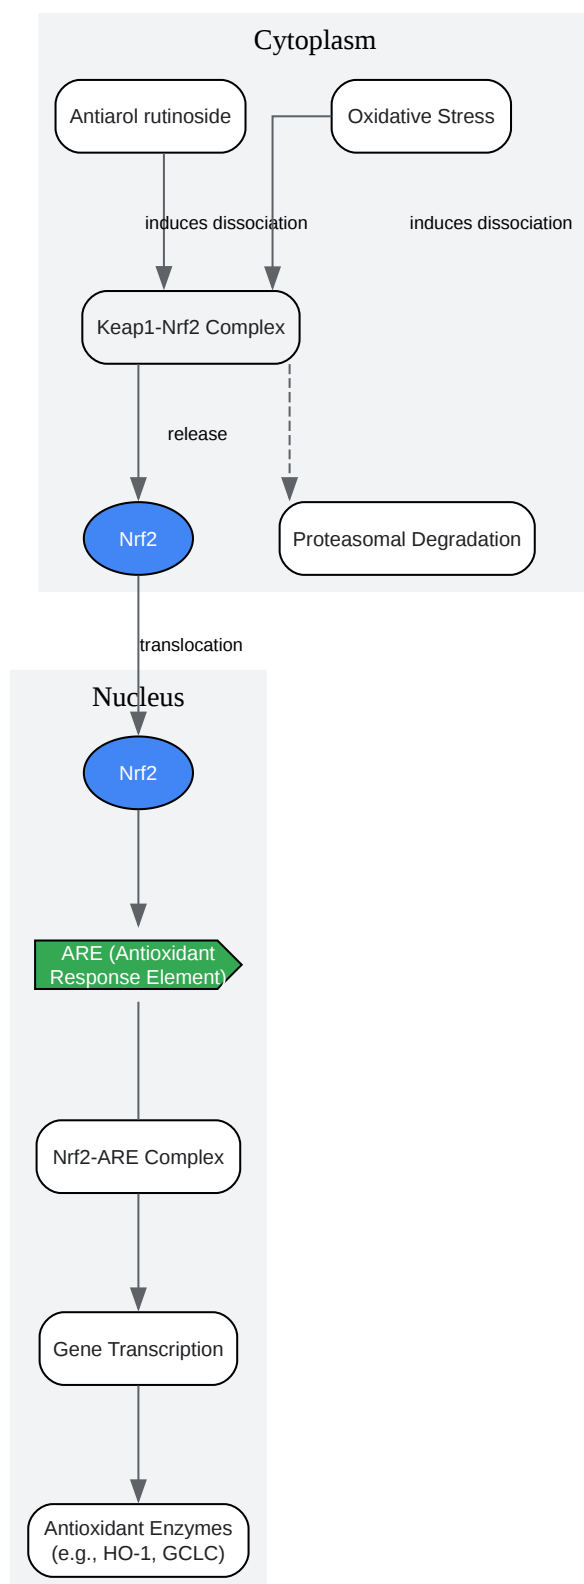 Cytoplasm
Antiarol rutinoside
Oxidative Stress
induces dissociation
induces dissociation
Keap1-Nrf2 Complex
release
Nrf2
Proteasomal Degradation
translocation
Nucleus
Nrf2
ARE (Antioxidant
Response Element)
Nrf2-ARE Complex
Gene Transcription
Antioxidant Enzymes
(e.g., HO-1, GCLC)